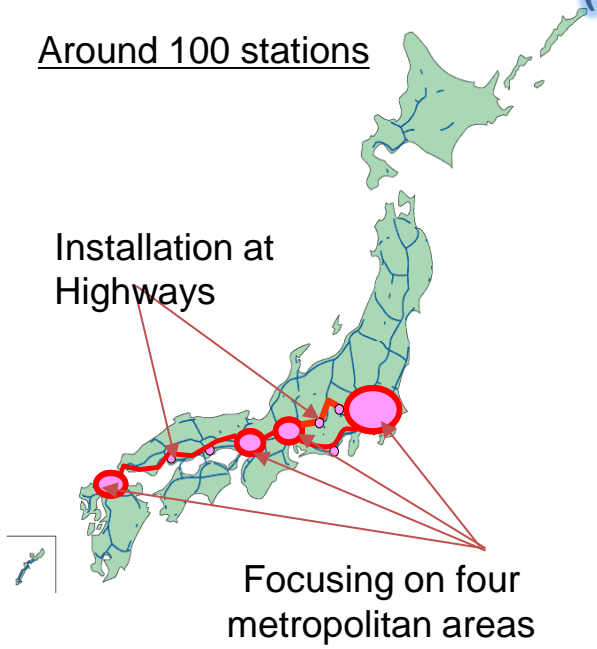 Around 100 stations
Installation at
Highways
Focusing on four
metropolitan areas